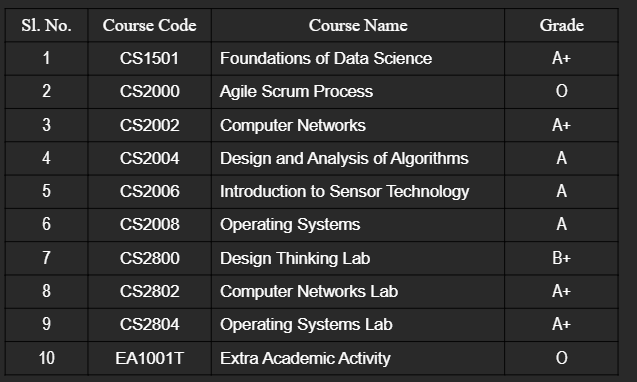 Sl. No. Course Code Course Name Grade
1 CS1501 Foundations of Data Science A+
2 CS2000 Agile Scrum Process O
3 CS2002 Computer Networks A+
4 CS2004 Design and Analysis of Algorithms A
5 CS2006 Introduction to Sensor Technology A
6 CS2008 Operating Systems A
7 CS2800 Design Thinking Lab B+
8 CS2802 Computer Networks Lab A+
9 CS2804 Operating Systems Lab A+
10 EA1001T Extra Academic Activity O